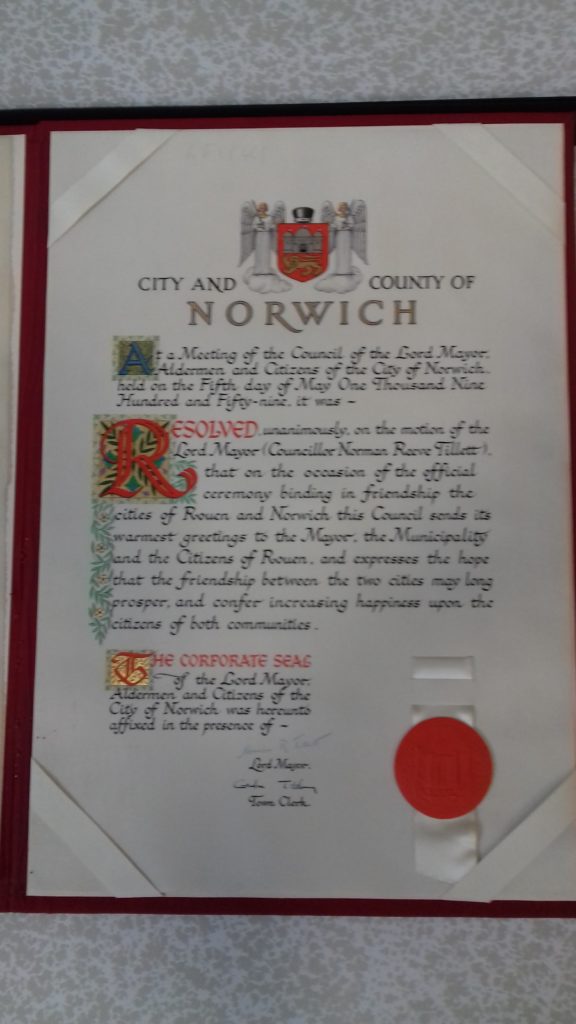 CITY AND COUNTY OF
NORWICH
At a Meeting of the Council of the Lord Mayor,
Aldermen and Citizens of the City of Norwich
held on the Fifth day of May One Thousand Nine
Hundred and Fifty-nine, it was ~
RESOLVED, unanimously, on the motion of the
Lord Mayor (Councillor Norman Reeve Tillett),
that on the occasion of the official
ceremony binding in friendship the
cities of Rouen and Norwich this Council sends its
warmest greetings to the Mayor, the Municipality
and the Citizens of Rouen, and expresses the hope
that the friendship between the two cities may long
prosper, and confer increasing happiness upon the
citizens of both communities.
THE CORPORATE SEAL
of the Lord Mayor,
Aldermen and Citizens of the
City of Norwich was hereunto
affixed in the presence of ~
Lord Mayor.
Town Clerk.